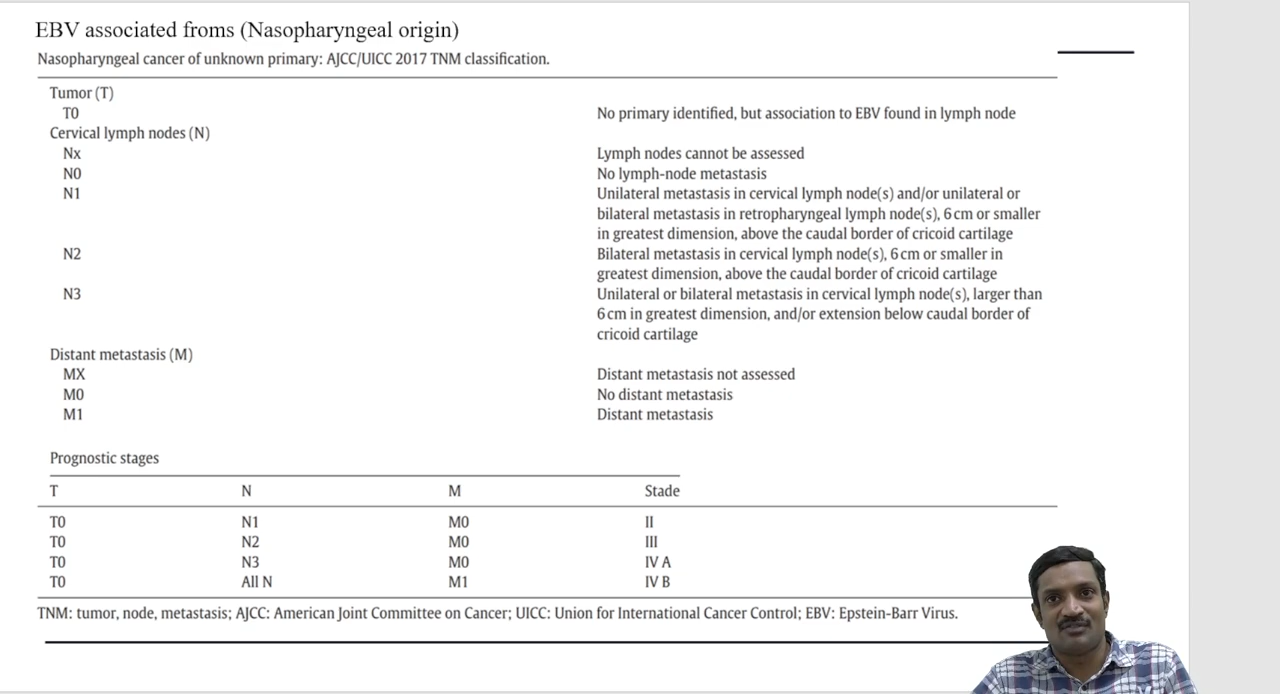 EBV associated froms (Nasopharyngeal origin)
Nasopharyngeal cancer of unknown primary: AJCC/UICC 2017 TNM classification.
Tumor (T)
T0 No primary identified, but association to EBV found in lymph node
Cervical lymph nodes (N)
Nx Lymph nodes cannot be assessed
N0 No lymph-node metastasis
N1 Unilateral metastasis in cervical lymph node(s) and/or unilateral or
bilateral metastasis in retropharyngeal lymph node(s), 6 cm or smaller
in greatest dimension, above the caudal border of cricoid cartilage
N2 Bilateral metastasis in cervical lymph node(s), 6 cm or smaller in
greatest dimension, above the caudal border of cricoid cartilage
N3 Unilateral or bilateral metastasis in cervical lymph node(s), larger than
6 cm in greatest dimension, and/or extension below caudal border of
cricoid cartilage
Distant metastasis (M)
MX Distant metastasis not assessed
M0 No distant metastasis
M1 Distant metastasis
Prognostic stages
T N M Stade
T0 N1 M0 II
T0 N2 M0 III
T0 N3 M0 IV A
T0 All N M1 IV B
TNM: tumor, node, metastasis; AJCC: American Joint Committee on Cancer; UICC: Union for International Cancer Control; EBV: Epstein-Barr Virus.